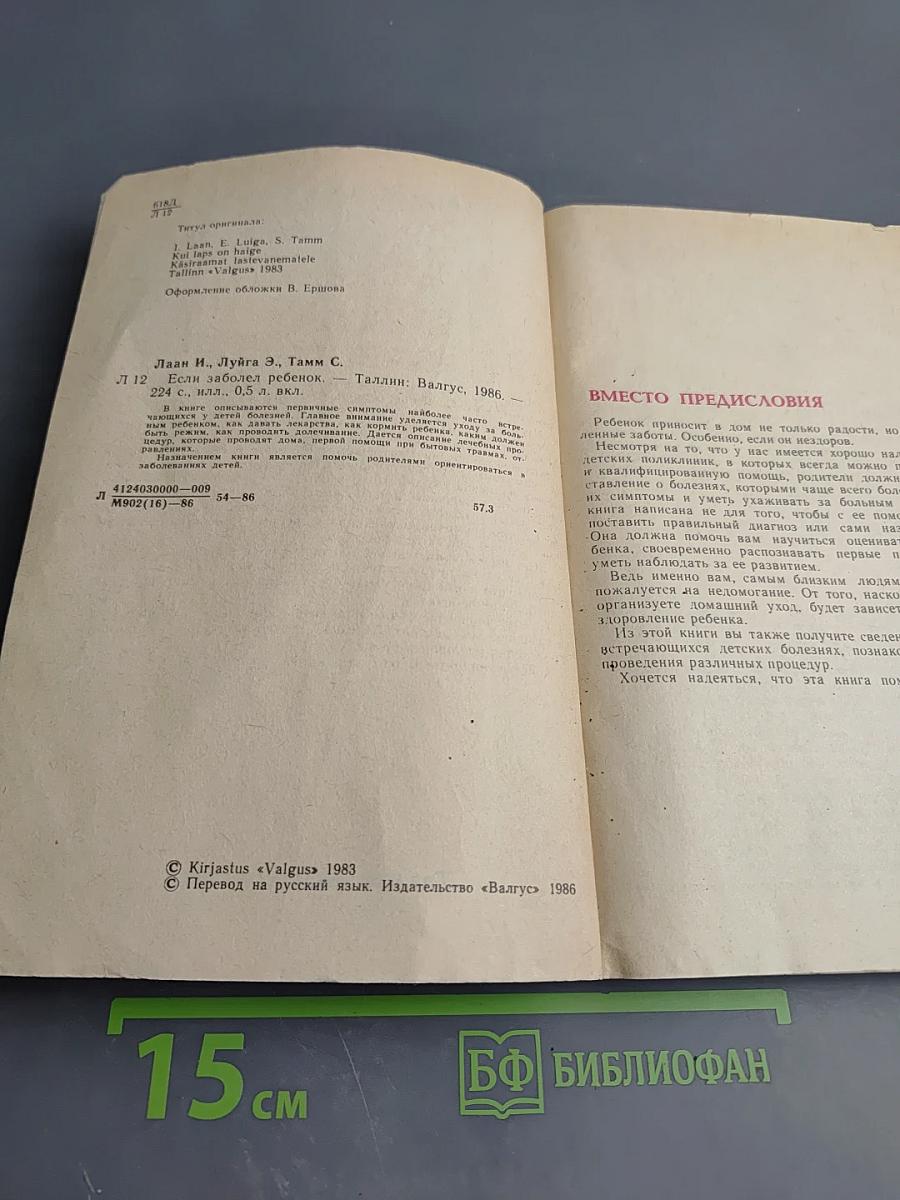 618Д
Л 12
Титул оригинала:
I. Laan, E. Luiga, S. Tamm
Kui laps on haige
Käsiraamat lastevanematele
Tallinn «Valgus» 1983
Оформление обложки В. Ершова
Лаан И., Луйга Э., Тамм С.
Л 12 Если заболел ребенок. — Таллин: Валгус, 1986. —
224 с., илл., 0,5 л. вкл.
В книге описываются первичные симптомы наиболее часто встре-
чающихся у детей болезней. Главное внимание уделяется уходу за боль-
ным ребенком, как давать лекарства, как кормить ребенка, каким должен
быть режим, как проводить долечивание. Дается описание лечебных про-
цедур, которые проводят дома, первой помощи при бытовых травмах, от-
равлениях.
Назначением книги является помочь родителями ориентироваться в
заболеваниях детей.
Л 4124030000—009 54—86
М902(16)—86
57.3
© Kirjastus «Valgus» 1983
© Перевод на русский язык. Издательство «Валгус» 1986
ВМЕСТО ПРЕДИСЛОВИЯ
Ребенок приносит в дом не только радости, но
ленные заботы. Особенно, если он нездоров.
Несмотря на то, что у нас имеется хорошо нал
детских поликлиник, в которых всегда можно п
и квалифицированную помощь, родители должн
ставление о болезнях, которыми чаще всего боле
их симптомы и уметь ухаживать за больным
книга написана не для того, чтобы с ее помо
поставить правильный диагноз или сами наз
Она должна помочь вам научиться оцениват
бенка, своевременно распознавать первые п
уметь наблюдать за ее развитием.
Ведь именно вам, самым близким людям
пожалуется на недомогание. От того, наско
организуете домашний уход, будет зависет
здоровление ребенка.
Из этой книги вы также получите сведен
встречающихся детских болезнях, познако
проведения различных процедур.
Хочется надеяться, что эта книга пом
15 см
БФ БИБЛИОФАН